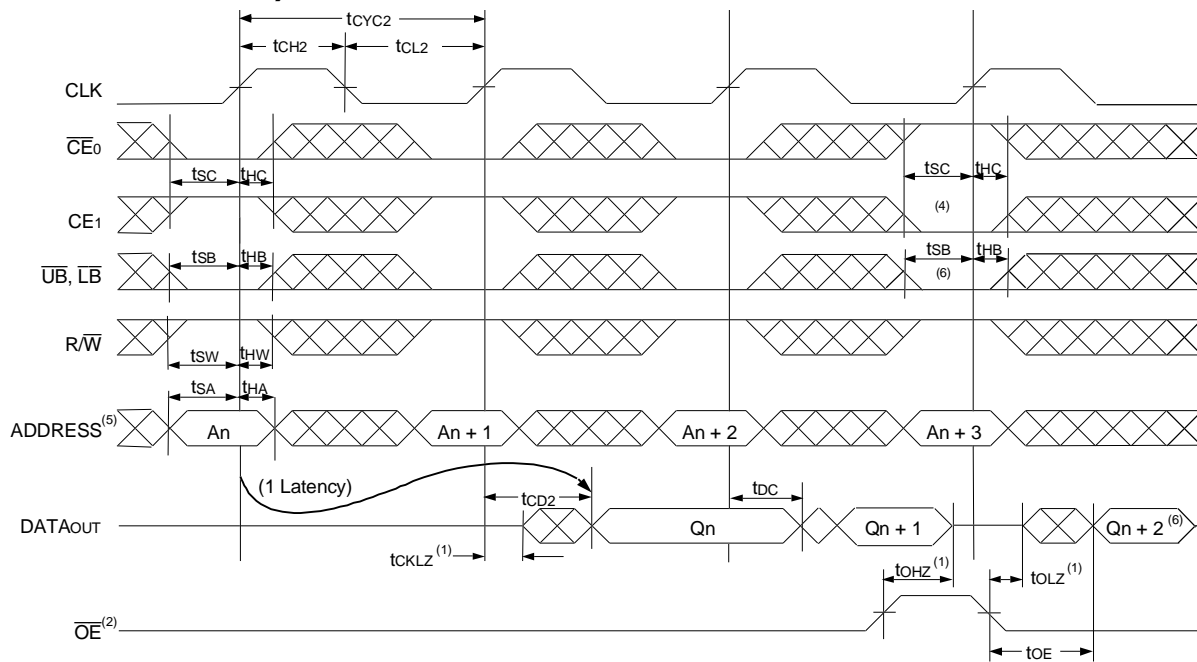 tCYC2
tCH2 tCL2
CLK
CE0
tSC tHC tSC tHC
CE1 (4)
tSB tHB tSB tHB
UB, LB (6)
R/W
tSW tHW
tSA tHA
ADDRESS(5) An An + 1 An + 2 An + 3
(1 Latency) tCD2 tDC
DATAOUT Qn Qn + 1 Qn + 2(6)
tCKLZ(1) tOHZ(1) tOLZ(1)
OE(2)
tOE